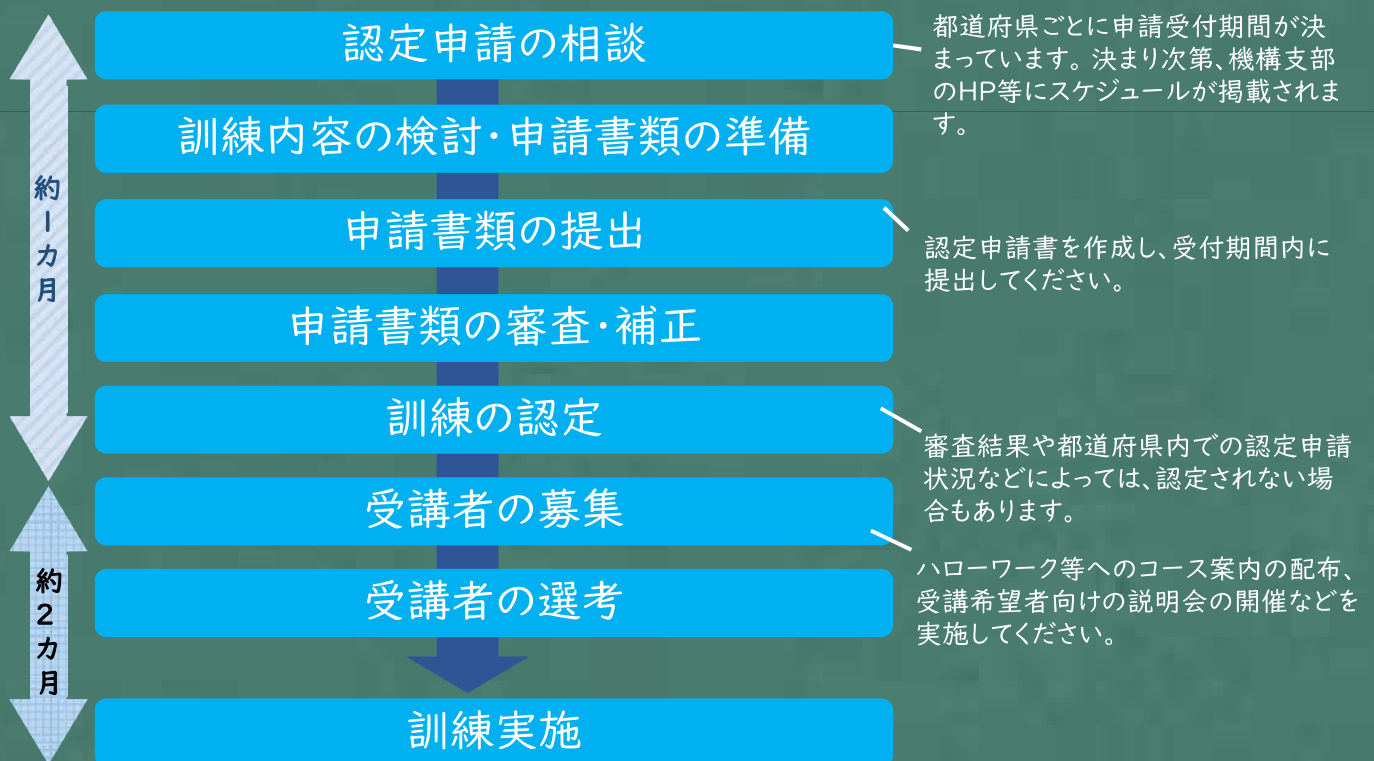 認定申請の相談
都道府県ごとに申請受付期間が決
まっています。決まり次第、機構支部
のHP等にスケジュールが掲載されま
す。
訓練内容の検討・申請書類の準備
約1カ月
申請書類の提出
認定申請書を作成し、受付期間内に
提出してください。
申請書類の審査・補正
訓練の認定
審査結果や都道府県内での認定申請
状況などによっては、認定されない場
合もあります。
受講者の募集
ハローワーク等へのコース案内の配布、
受講希望者向けの説明会の開催などを
実施してください。
約2カ月
受講者の選考
訓練実施